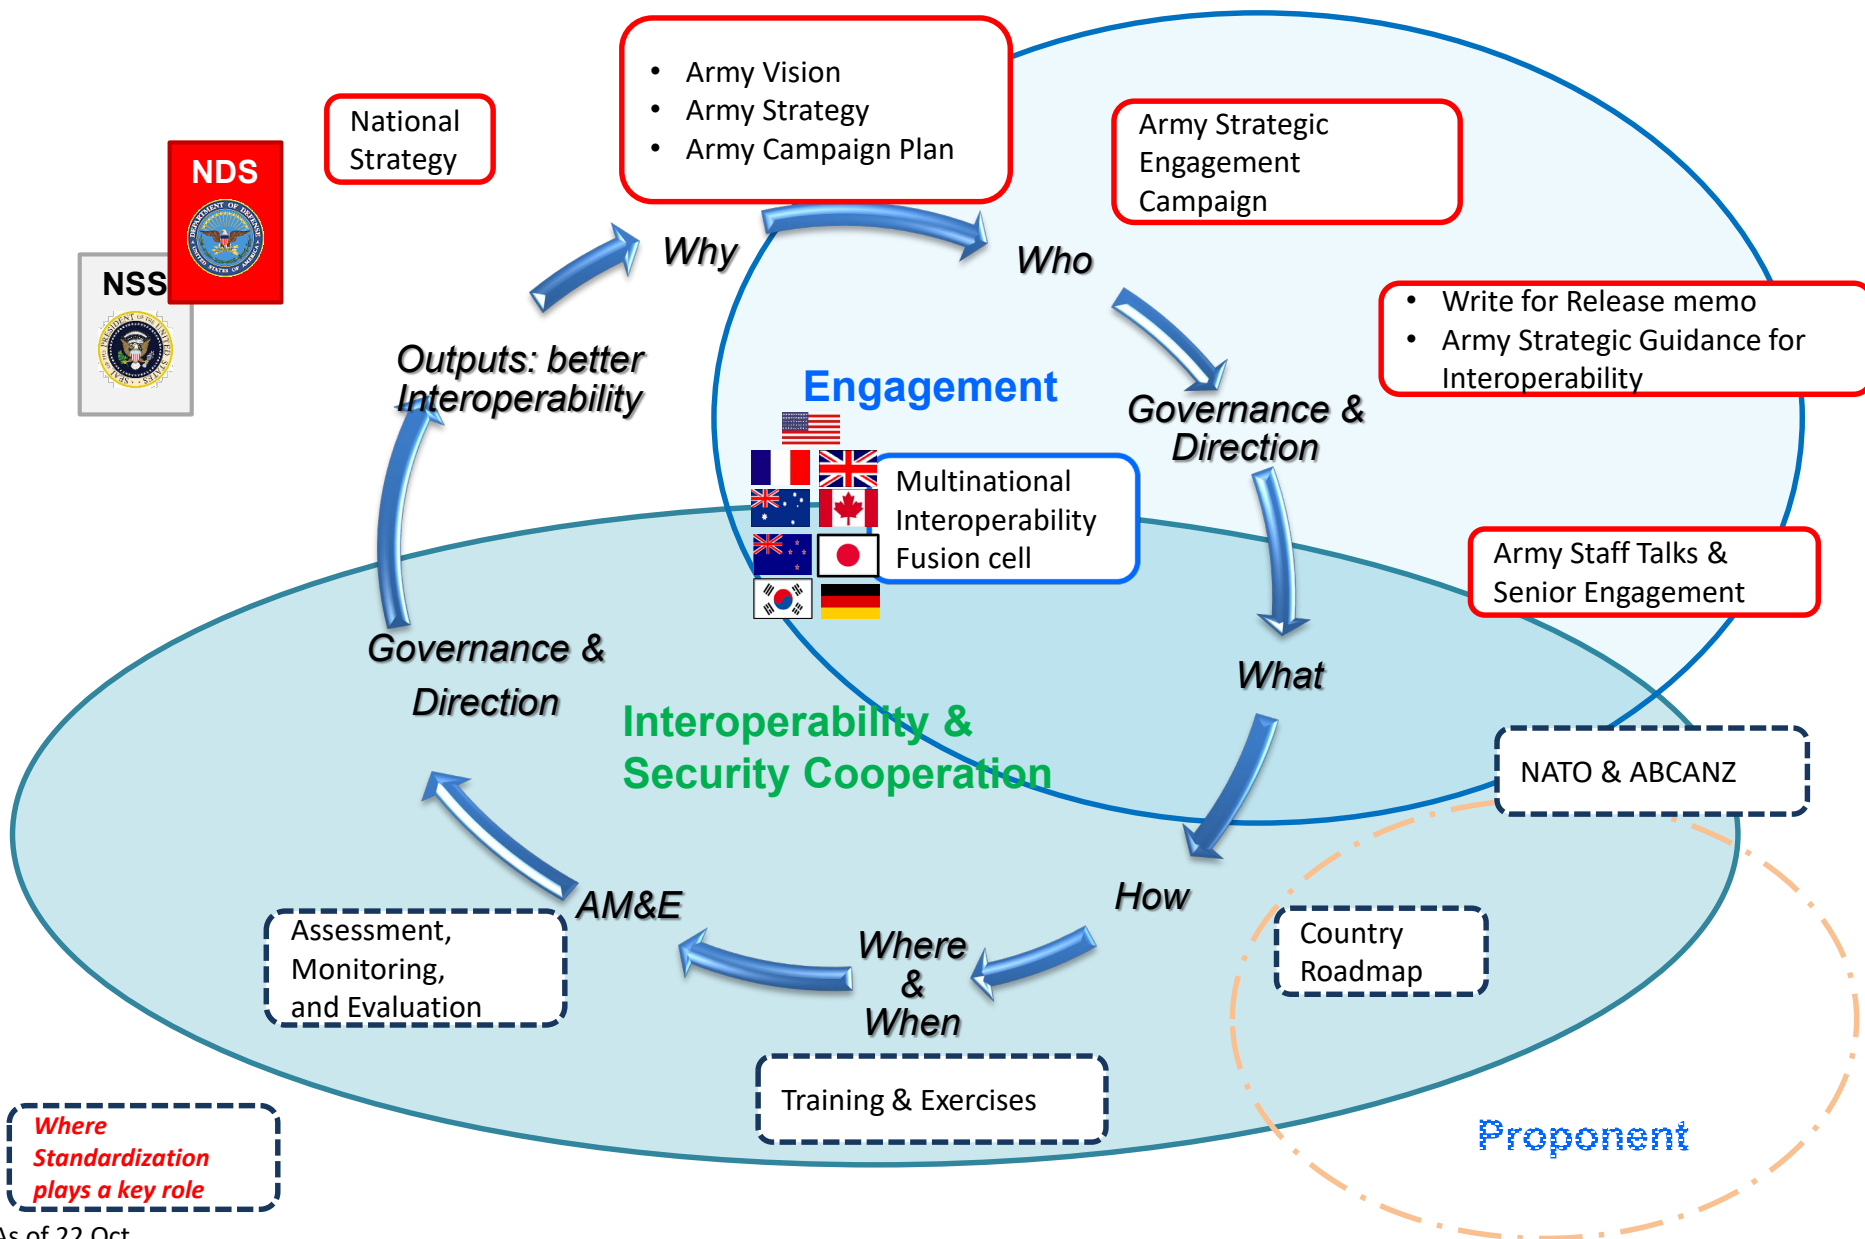 National
Strategy
• Army Vision
• Army Strategy
• Army Campaign Plan
Army Strategic
Engagement
Campaign
NDS
NSS
Why
Who
• Write for Release memo
• Army Strategic Guidance for
Interoperability
Outputs: better
Interoperability
Engagement
Governance &
Direction
Multinational
Interoperability
Fusion cell
Army Staff Talks &
Senior Engagement
Governance &
Direction
What
Interoperability &
Security Cooperation
NATO & ABCANZ
How
AM&E
Assessment,
Monitoring,
and Evaluation
Where
&
When
Country
Roadmap
Training & Exercises
Proponent
Where
Standardization
plays a key role
As of 22 Oct